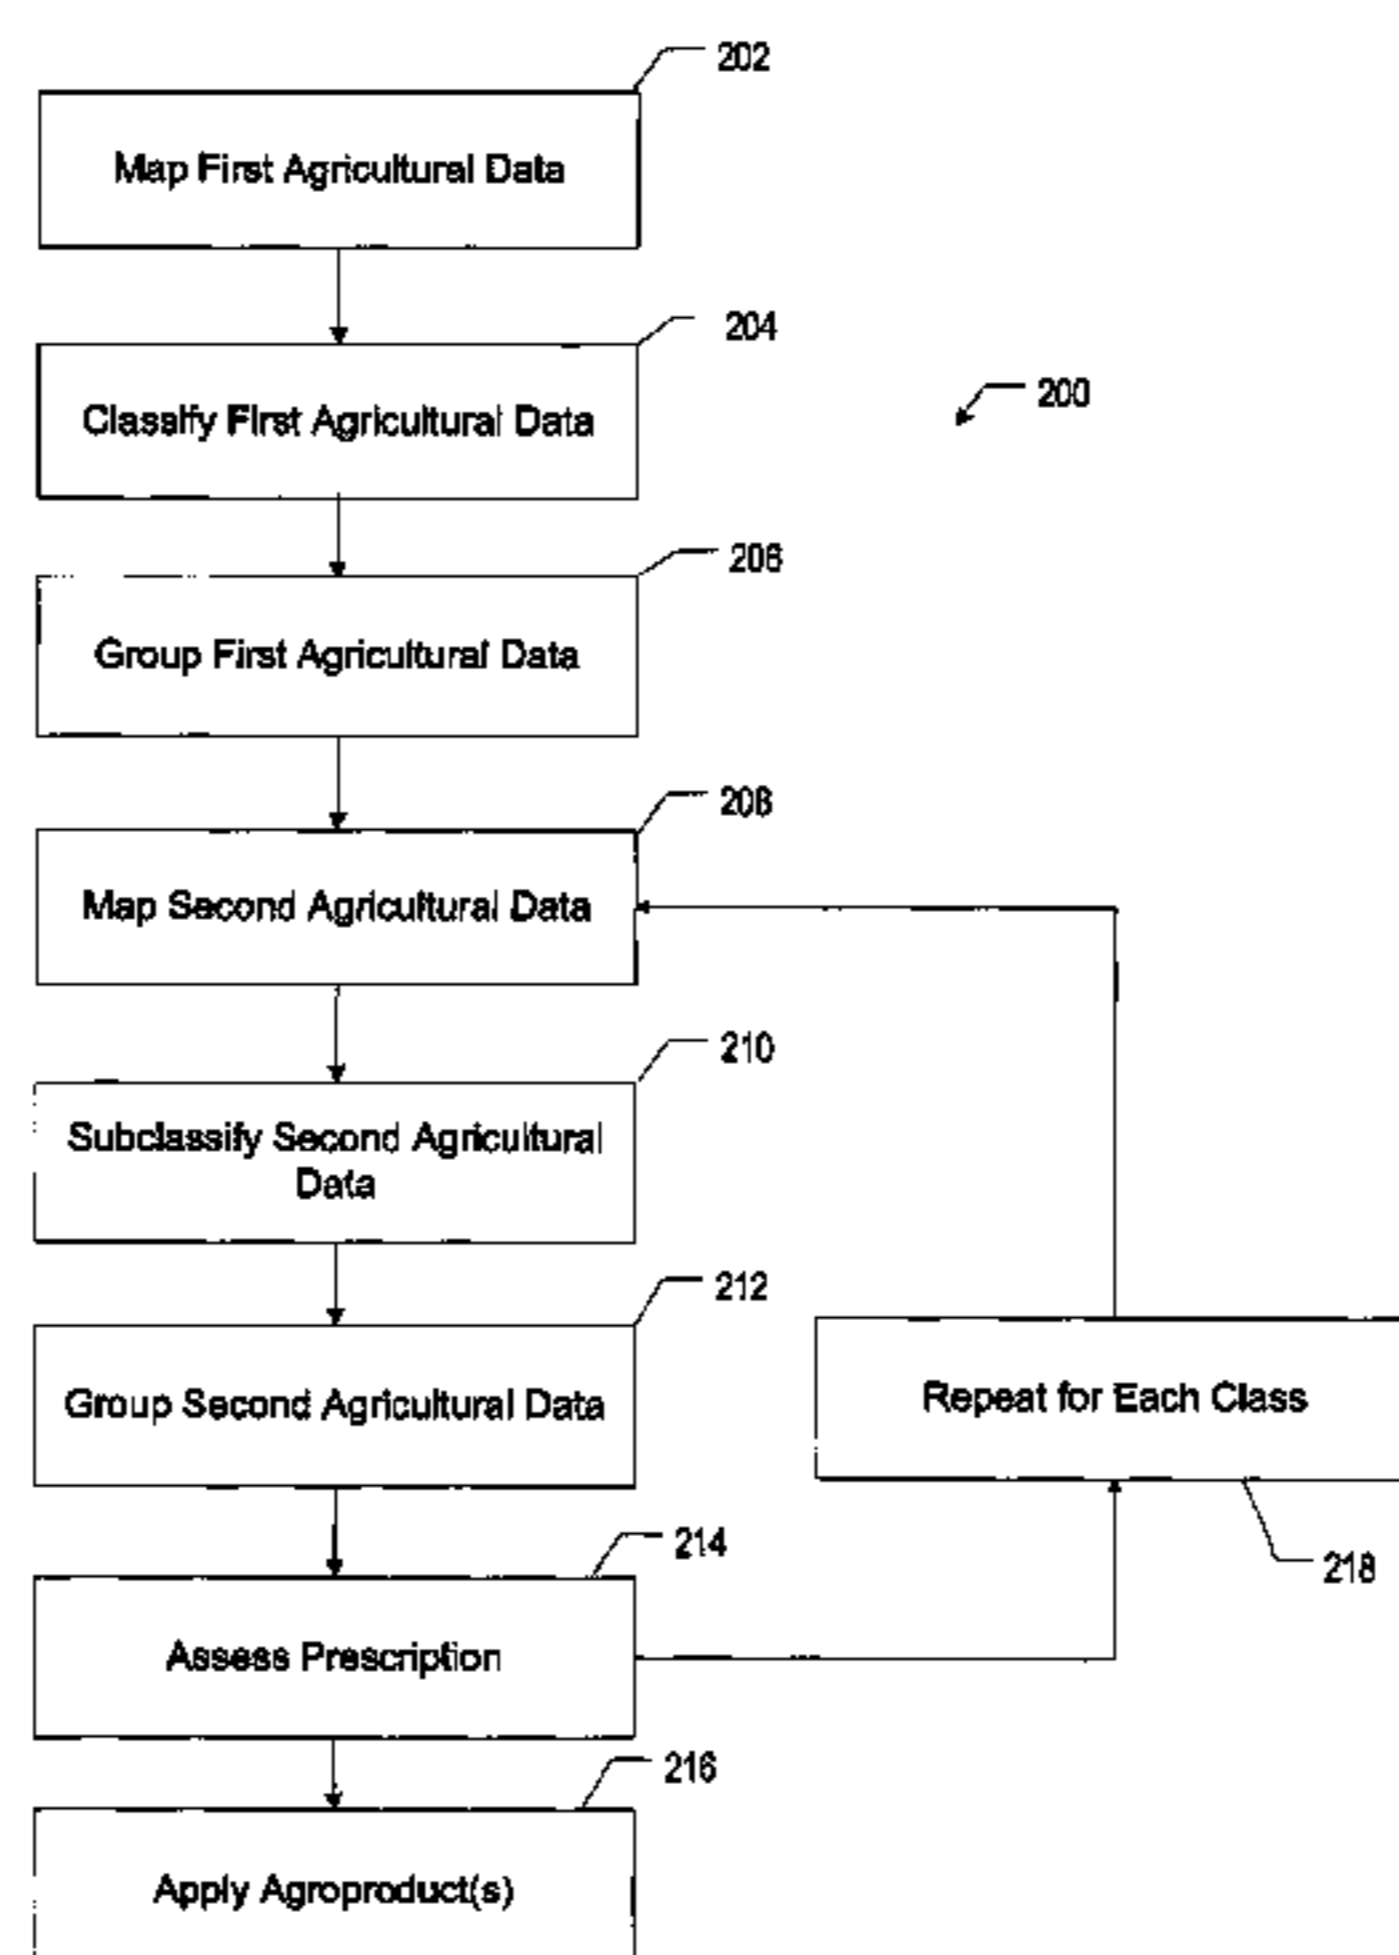 202
Map First Agricultural Data
204
Classify First Agricultural Data
200
206
Group First Agricultural Data
208
Map Second Agricultural Data
210
Subclassify Second Agricultural
Data
212
Group Second Agricultural Data
Repeat for Each Class
214
218
Assess Prescription
216
Apply Agroproduct(s)